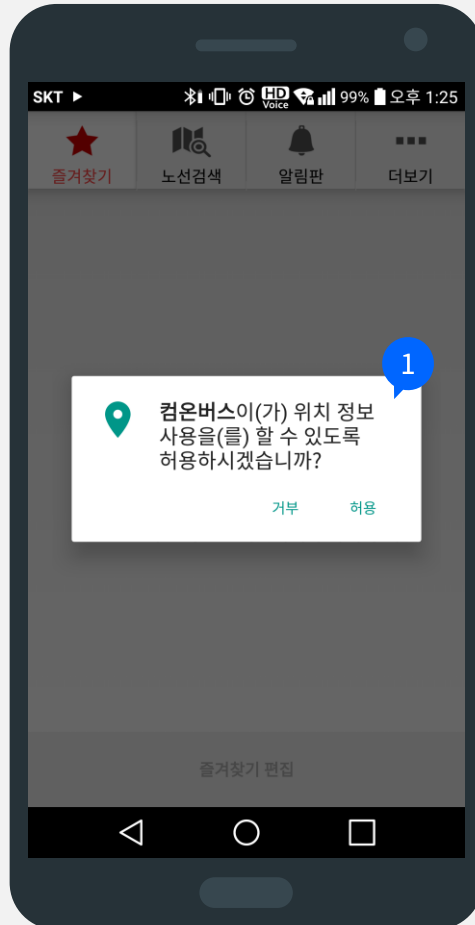 SKT HD Voice 99% 오후 1:25
즐겨찾기 노선검색 알림판 더보기
1
컴온버스이(가) 위치 정보
사용을(를) 할 수 있도록
허용하시겠습니까?
거부 허용
즐겨찾기 편집